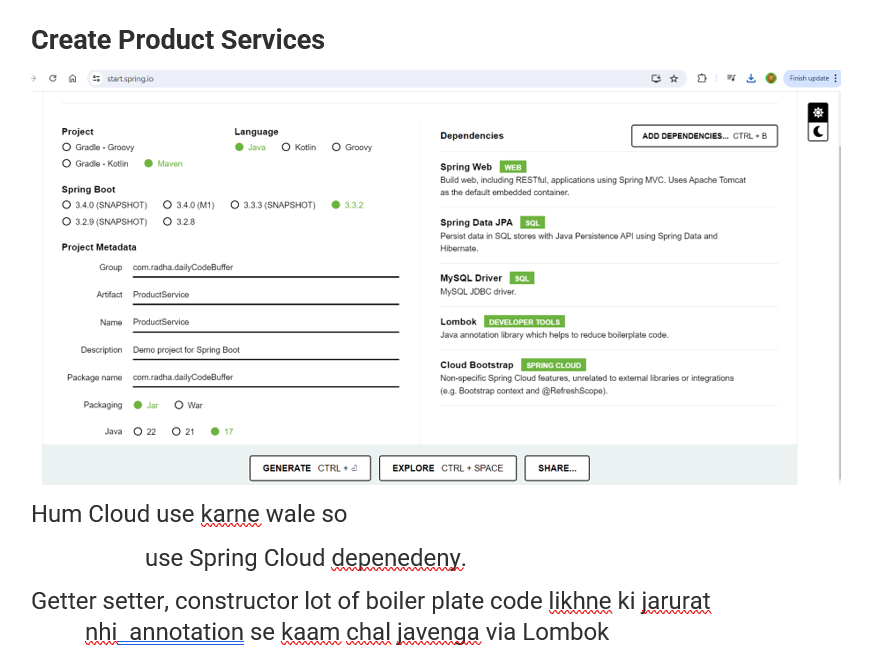 Create Product Services
start.spring.io
Finish update
Project
Language
Gradle - Groovy
Java Kotlin Groovy
Gradle - Kotlin Maven
Spring Boot
3.4.0 (SNAPSHOT) 3.4.0 (M1) 3.3.3 (SNAPSHOT) 3.3.2
3.2.9 (SNAPSHOT) 3.2.8
Project Metadata
Group com.radha.dailyCodeBuffer
Artifact ProductService
Name ProductService
Description Demo project for Spring Boot
Package name com.radha.dailyCodeBuffer
Packaging Jar War
Java 22 21 17
Dependencies
ADD DEPENDENCIES... CTRL + B
Spring Web WEB
Build web, including RESTful, applications using Spring MVC. Uses Apache Tomcat
as the default embedded container.
Spring Data JPA SQL
Persist data in SQL stores with Java Persistence API using Spring Data and
Hibernate.
MySQL Driver SQL
MySQL JDBC driver.
Lombok DEVELOPER TOOLS
Java annotation library which helps to reduce boilerplate code.
Cloud Bootstrap SPRING CLOUD
Non-specific Spring Cloud features, unrelated to external libraries or integrations
(e.g. Bootstrap context and @RefreshScope).
GENERATE CTRL + ⏎
EXPLORE CTRL + SPACE
SHARE...
Hum Cloud use karne wale so
use Spring Cloud depenedeny.
Getter setter, constructor lot of boiler plate code likhne ki jarurat
nhi annotation se kaam chal javenga via Lombok